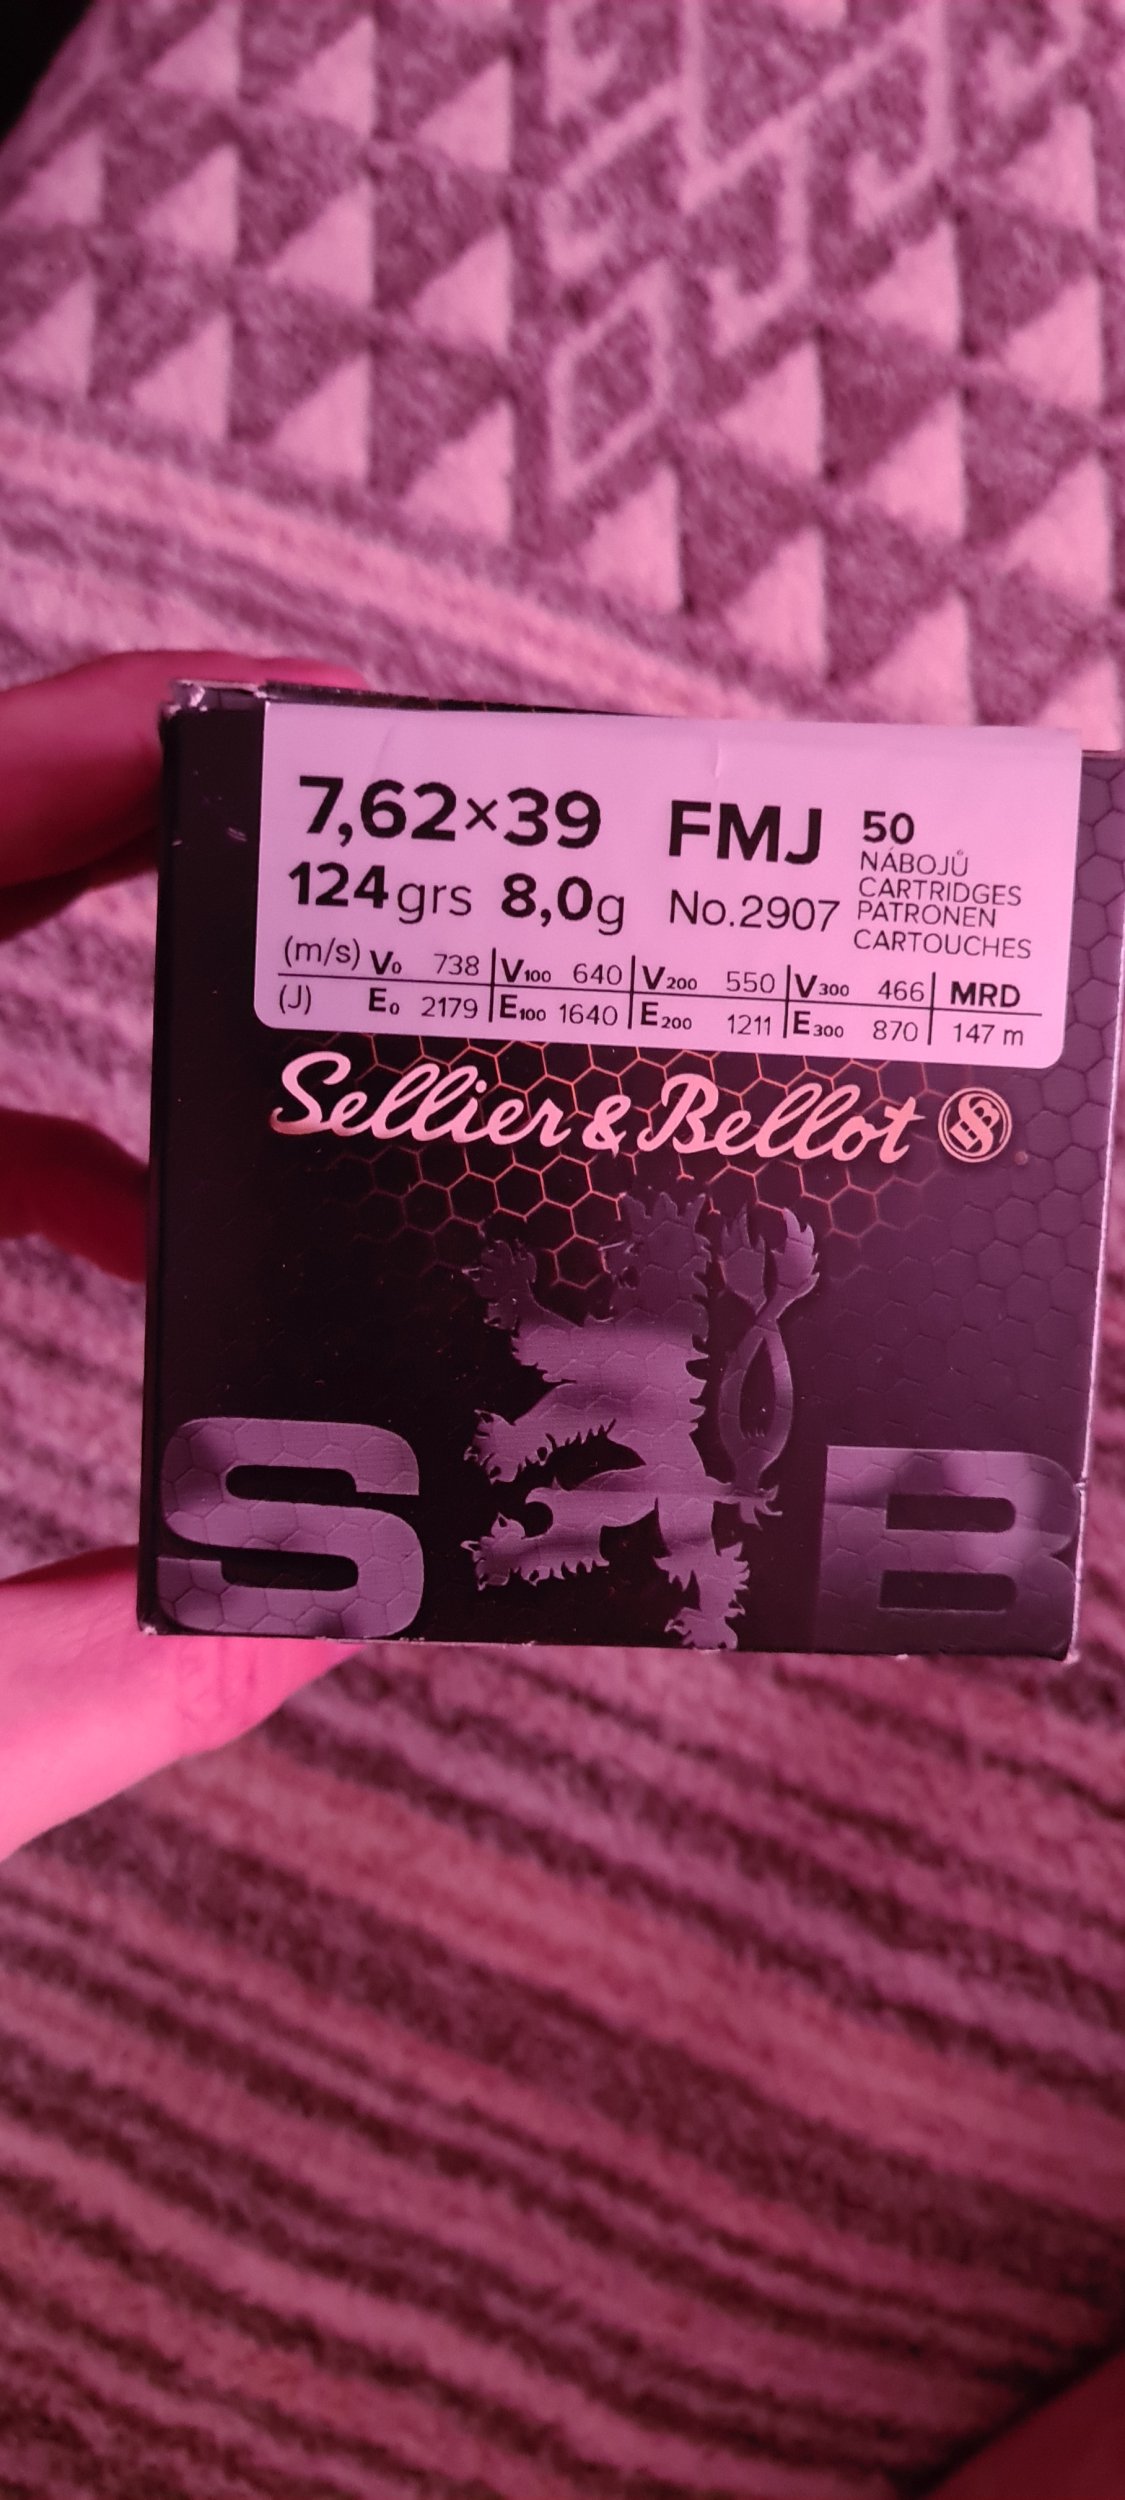 7,62×39 FMJ 50
NÁBOJŮ
CARTRIDGES
124grs 8,0g No.2907 PATRONEN
CARTOUCHES
(m/s) V0 738 V100 640 V200 550 V300 466 MRD
(J) E0 2179 E100 1640 E200 1211 E300 870 147 m
Sellier & Bellot SB
S B